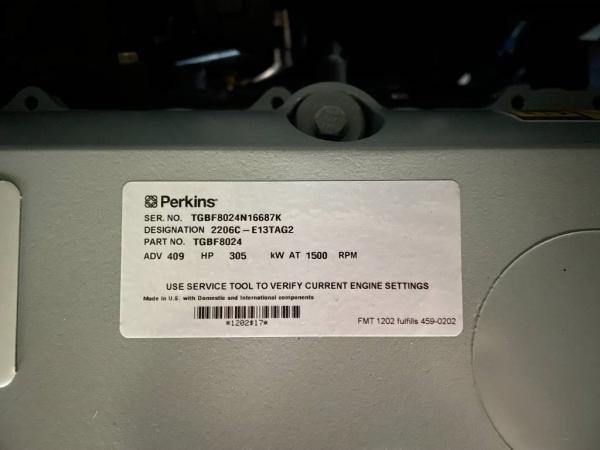 Perkins
SER. NO. TGBF8024N16687K
DESIGNATION 2206C-E13TAG2
PART NO. TGBF8024
ADV 409 HP 305 kW AT 1500 RPM
USE SERVICE TOOL TO VERIFY CURRENT ENGINE SETTINGS
Made in U.S. with Domestic and International components
*1202$17*
FMT 1202 fulfills 459-0202